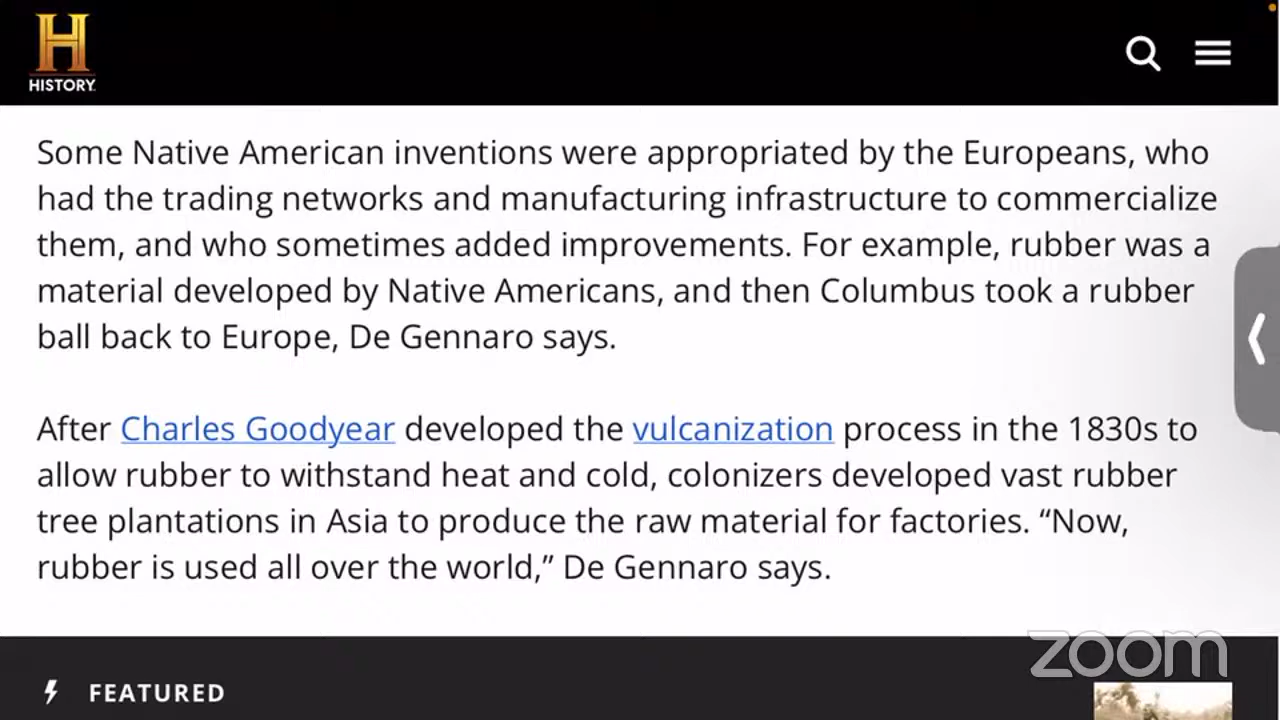 H
HISTORY.
Some Native American inventions were appropriated by the Europeans, who
had the trading networks and manufacturing infrastructure to commercialize
them, and who sometimes added improvements. For example, rubber was a
material developed by Native Americans, and then Columbus took a rubber
ball back to Europe, De Gennaro says.
After Charles Goodyear developed the vulcanization process in the 1830s to
allow rubber to withstand heat and cold, colonizers developed vast rubber
tree plantations in Asia to produce the raw material for factories. “Now,
rubber is used all over the world,” De Gennaro says.
zoom
FEATURED